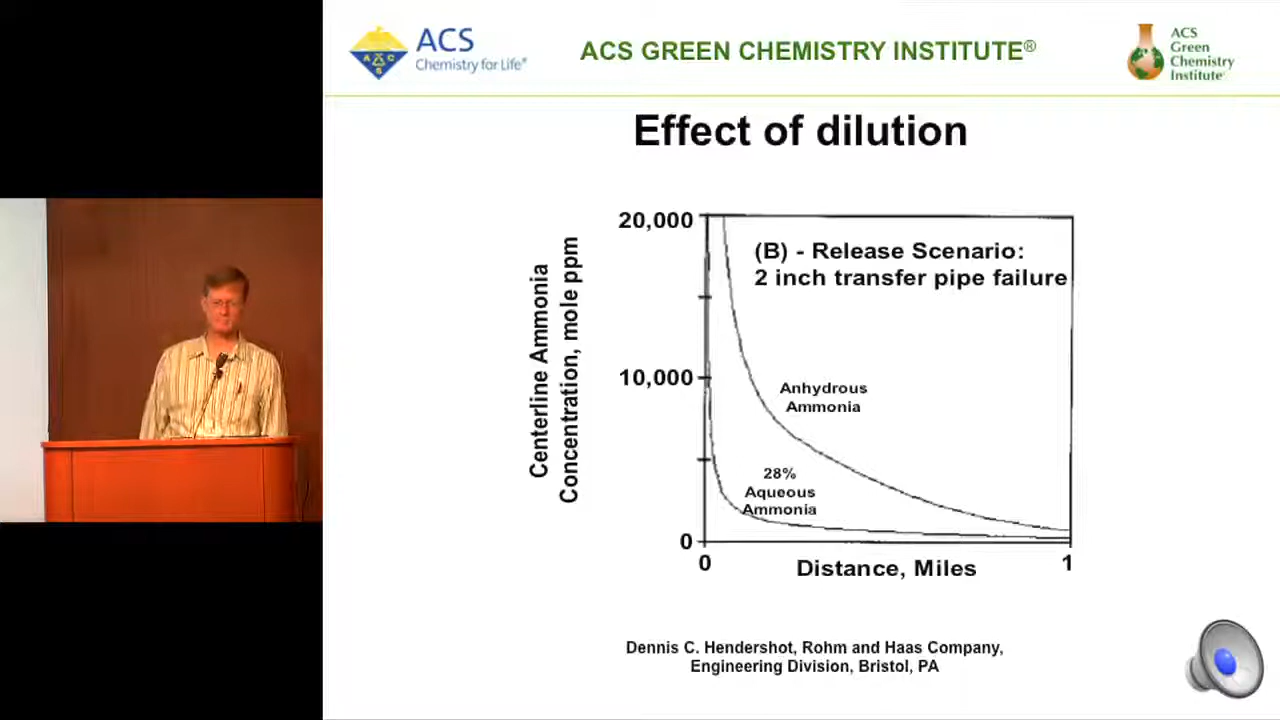 ACS
Chemistry for Life®
A C S
ACS GREEN CHEMISTRY INSTITUTE®
ACS
Green
Chemistry
Institute®
Effect of dilution
Centerline Ammonia
Concentration, mole ppm
20,000
10,000
0
(B) - Release Scenario:
2 inch transfer pipe failure
Anhydrous
Ammonia
28%
Aqueous
Ammonia
0
1
Distance, Miles
Dennis C. Hendershot, Rohm and Haas Company,
Engineering Division, Bristol, PA